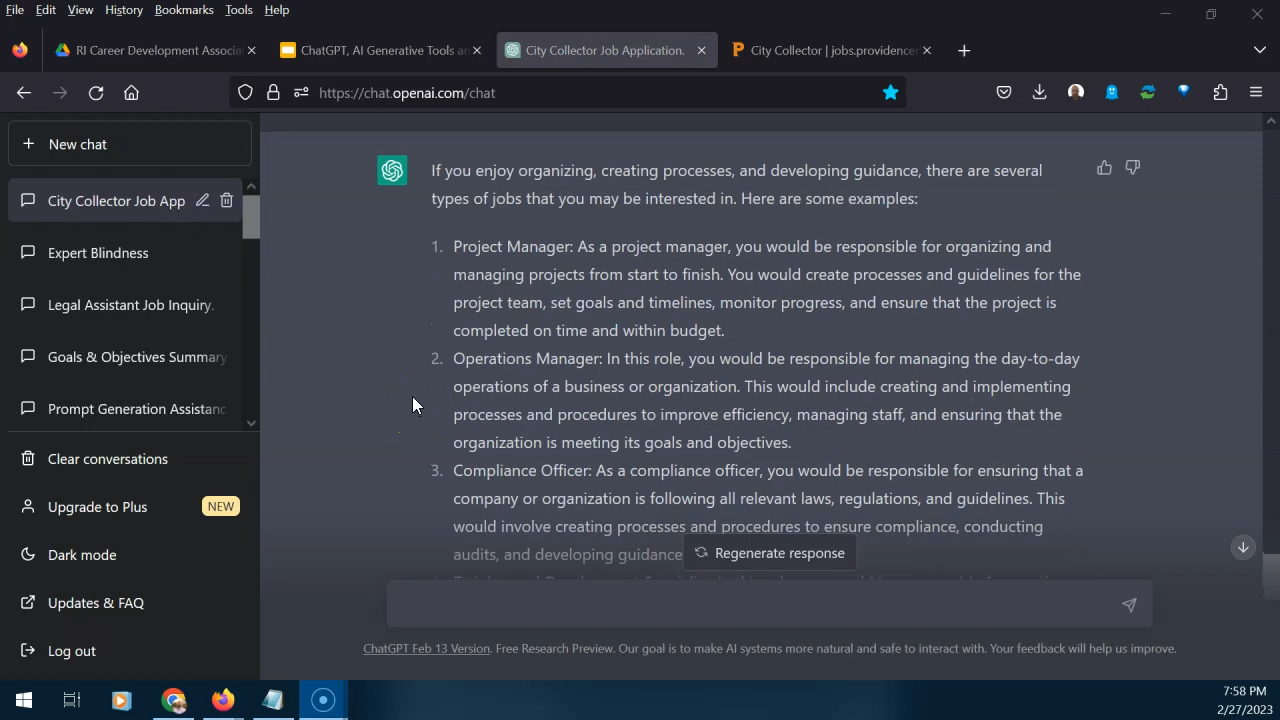 File Edit View History Bookmarks Tools Help
RI Career Development Associat
ChatGPT, AI Generative Tools an
City Collector Job Application.
City Collector | jobs.providence
https://chat.openai.com/chat
New chat
City Collector Job App
Expert Blindness
Legal Assistant Job Inquiry.
Goals & Objectives Summary
Prompt Generation Assistanc
Clear conversations
Upgrade to Plus NEW
Dark mode
Updates & FAQ
Log out
If you enjoy organizing, creating processes, and developing guidance, there are several
types of jobs that you may be interested in. Here are some examples:
1. Project Manager: As a project manager, you would be responsible for organizing and
managing projects from start to finish. You would create processes and guidelines for the
project team, set goals and timelines, monitor progress, and ensure that the project is
completed on time and within budget.
2. Operations Manager: In this role, you would be responsible for managing the day-to-day
operations of a business or organization. This would include creating and implementing
processes and procedures to improve efficiency, managing staff, and ensuring that the
organization is meeting its goals and objectives.
3. Compliance Officer: As a compliance officer, you would be responsible for ensuring that a
company or organization is following all relevant laws, regulations, and guidelines. This
would involve creating processes and procedures to ensure compliance, conducting
audits, and developing guidance
Regenerate response
ChatGPT Feb 13 Version. Free Research Preview. Our goal is to make AI systems more natural and safe to interact with. Your feedback will help us improve.
7:58 PM
2/27/2023